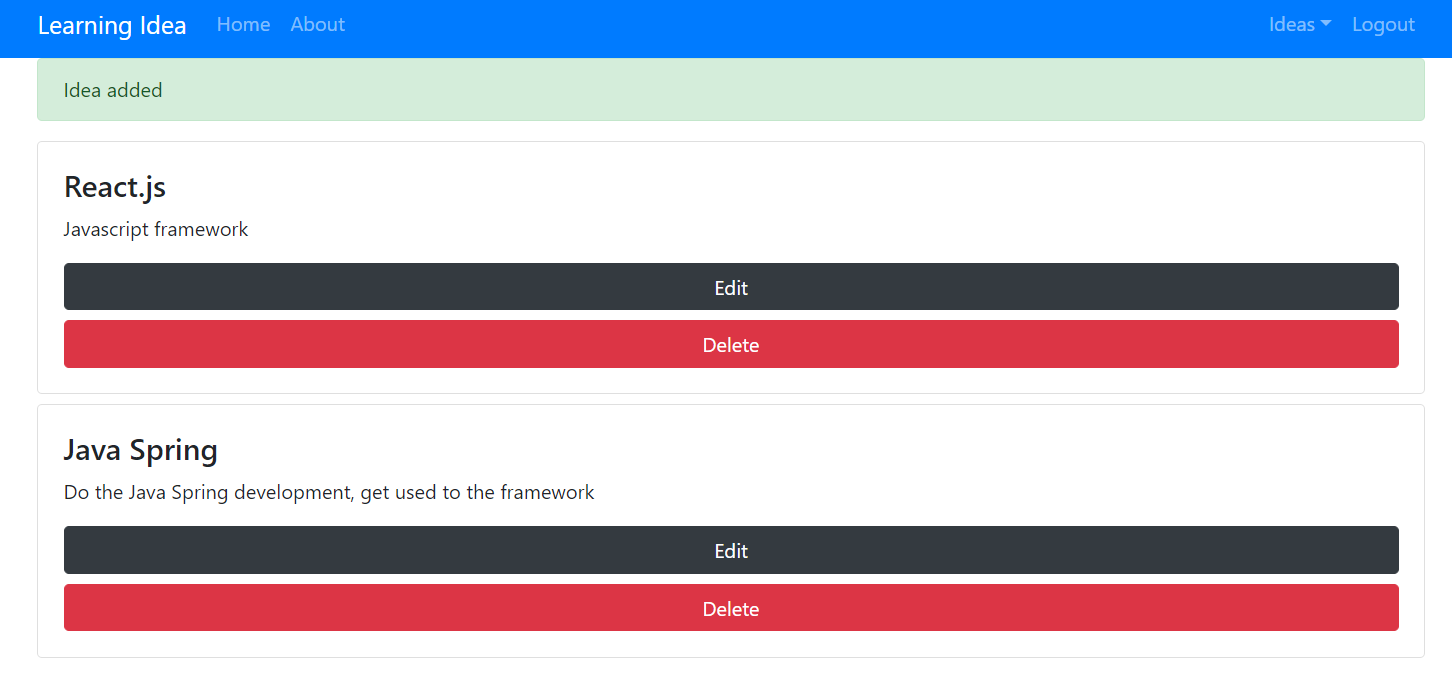 Learning Idea Home About Ideas Logout
Idea added
React.js
Javascript framework
Edit
Delete
Java Spring
Do the Java Spring development, get used to the framework
Edit
Delete